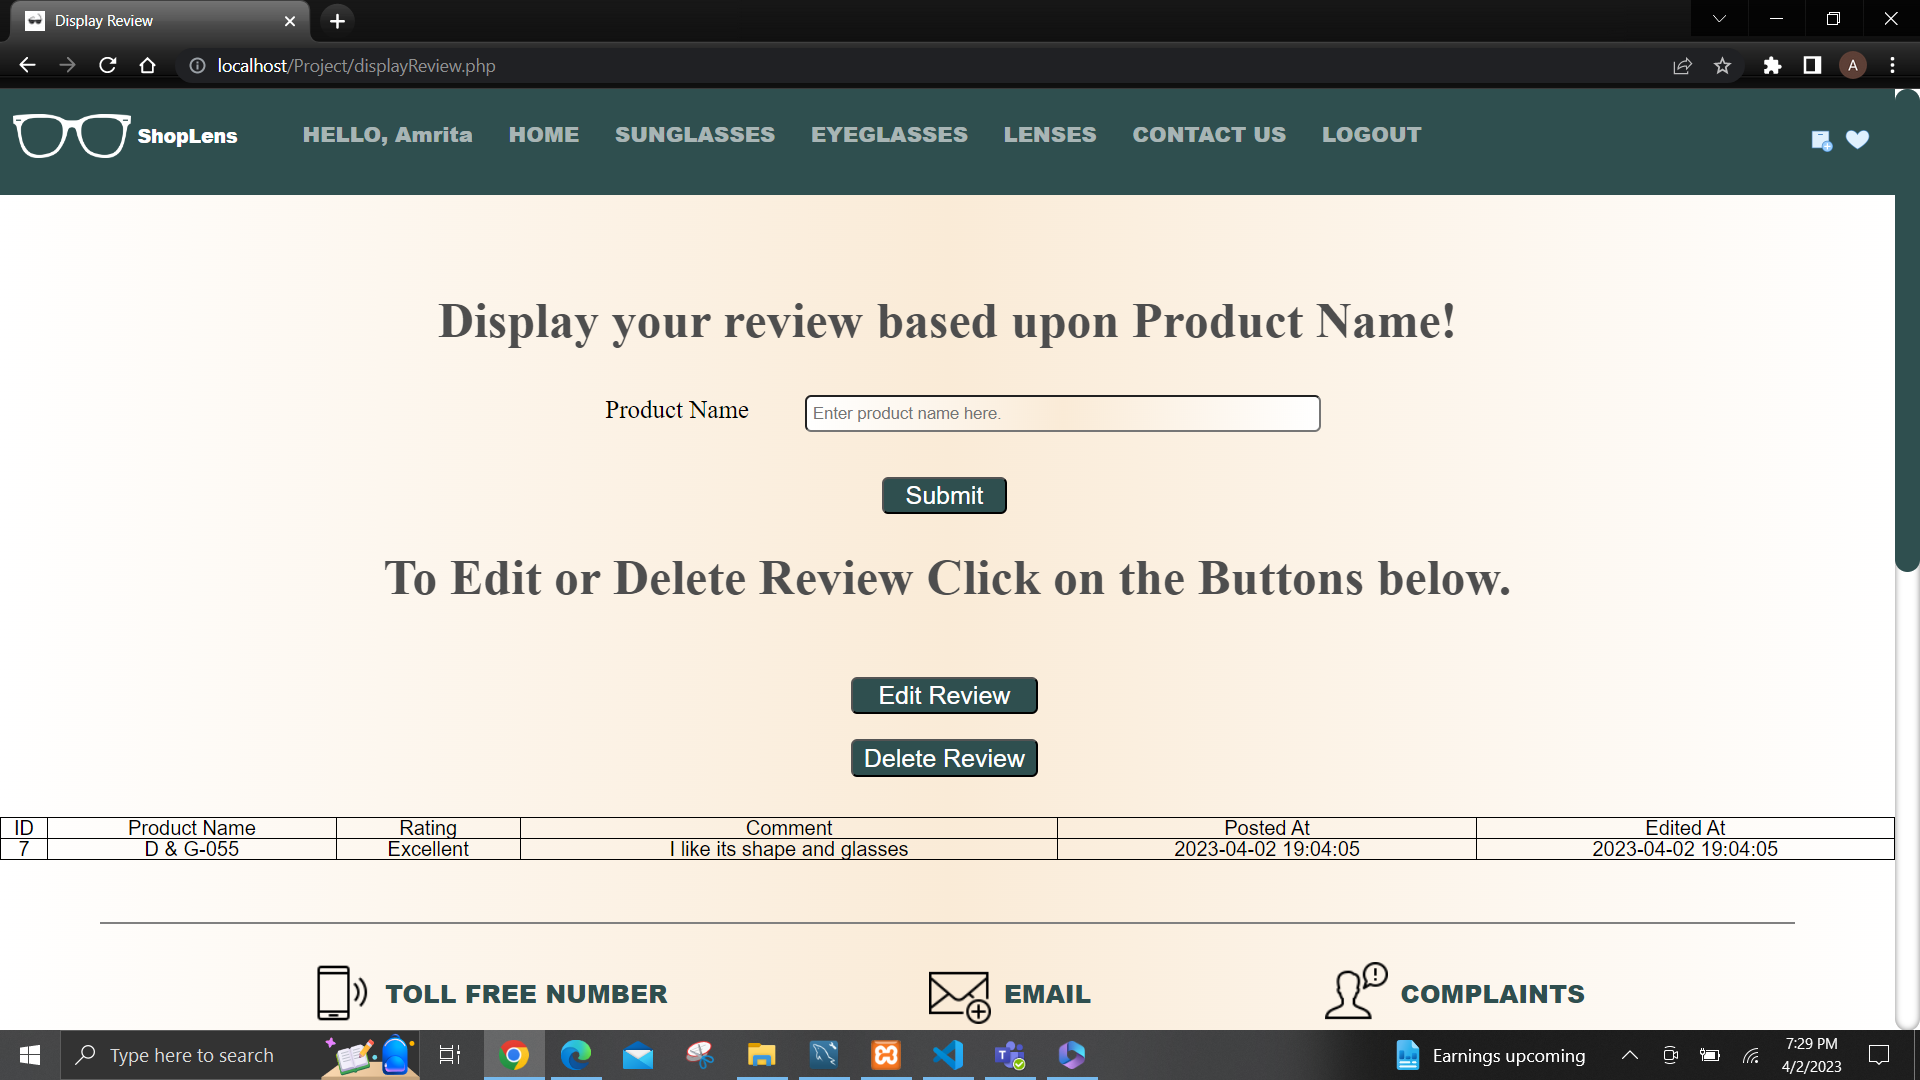 Display Review
localhost/Project/displayReview.php
A
ShopLens
HELLO, Amrita HOME SUNGLASSES EYEGLASSES LENSES CONTACT US LOGOUT
Display your review based upon Product Name!
Product Name Enter product name here.
Submit
To Edit or Delete Review Click on the Buttons below.
Edit Review
Delete Review
ID Product Name Rating Comment Posted At Edited At
7 D & G-055 Excellent I like its shape and glasses 2023-04-02 19:04:05 2023-04-02 19:04:05
TOLL FREE NUMBER EMAIL COMPLAINTS
Type here to search
Earnings upcoming
7:29 PM
4/2/2023